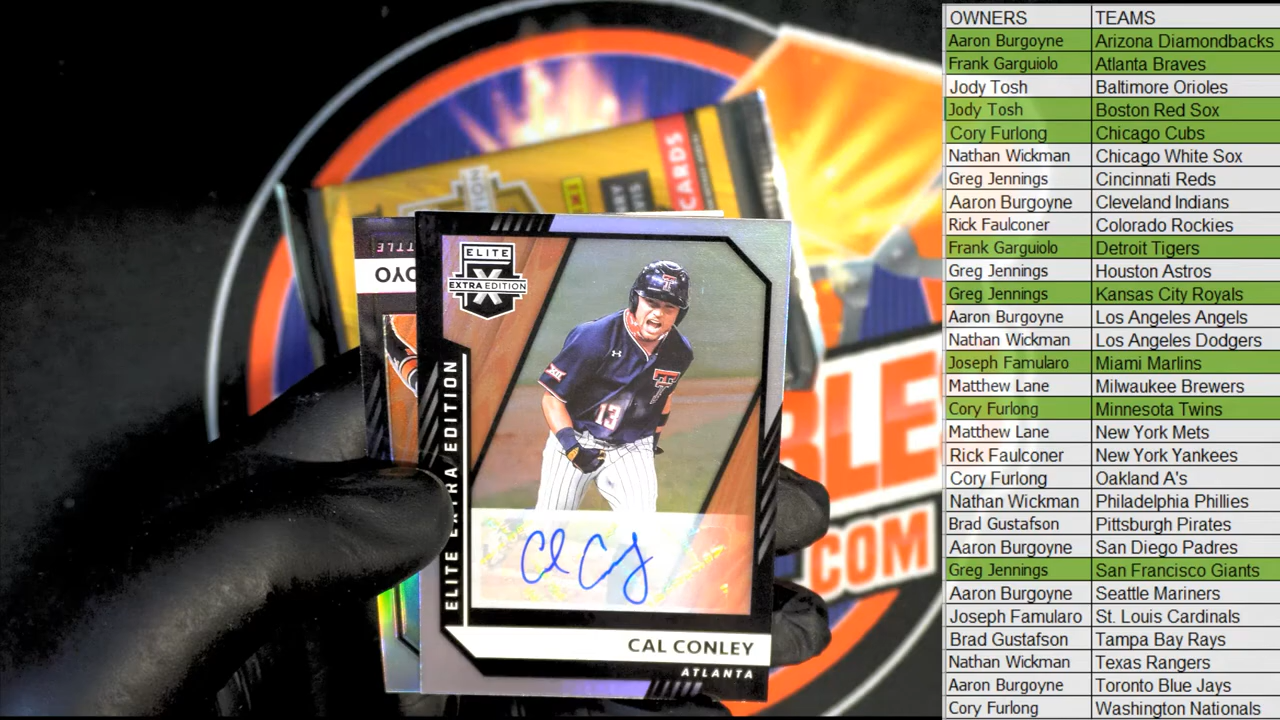 OWNERS TEAMS
Aaron Burgoyne Arizona Diamondbacks
Frank Garguiolo Atlanta Braves
Jody Tosh Baltimore Orioles
Jody Tosh Boston Red Sox
Cory Furlong Chicago Cubs
Nathan Wickman Chicago White Sox
Greg Jennings Cincinnati Reds
Aaron Burgoyne Cleveland Indians
Rick Faulconer Colorado Rockies
Frank Garguiolo Detroit Tigers
Greg Jennings Houston Astros
Greg Jennings Kansas City Royals
Aaron Burgoyne Los Angeles Angels
Nathan Wickman Los Angeles Dodgers
Joseph Famularo Miami Marlins
Matthew Lane Milwaukee Brewers
Cory Furlong Minnesota Twins
Matthew Lane New York Mets
Rick Faulconer New York Yankees
Cory Furlong Oakland A's
Nathan Wickman Philadelphia Phillies
Brad Gustafson Pittsburgh Pirates
Aaron Burgoyne San Diego Padres
Greg Jennings San Francisco Giants
Aaron Burgoyne Seattle Mariners
Joseph Famularo St. Louis Cardinals
Brad Gustafson Tampa Bay Rays
Nathan Wickman Texas Rangers
Aaron Burgoyne Toronto Blue Jays
Cory Furlong Washington Nationals
CARDS
ELITE
EXTRA EDITION
ELITE EXTRA EDITION
13
CAL CONLEY
ATLANTA
.COM